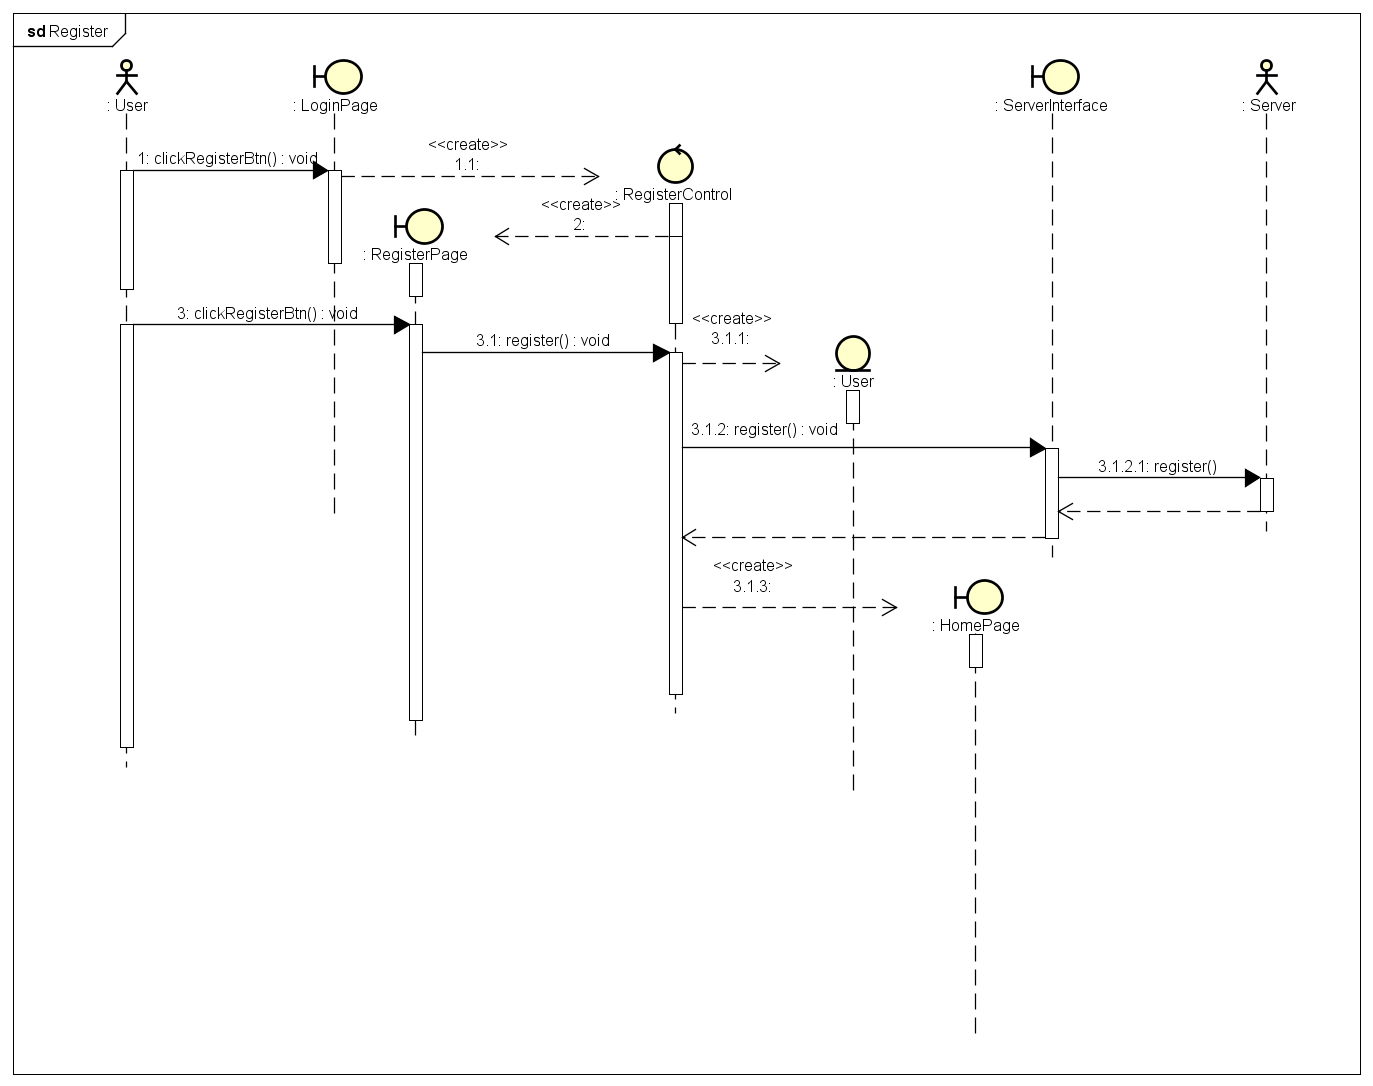 sd Register
: User
: LoginPage
: ServerInterface
: Server
1: clickRegisterBtn() : void
<<create>>
1.1:
: RegisterControl
<<create>>
2:
: RegisterPage
3: clickRegisterBtn() : void
<<create>>
3.1.1:
3.1: register() : void
: User
3.1.2: register() : void
3.1.2.1: register()
<<create>>
3.1.3:
: HomePage